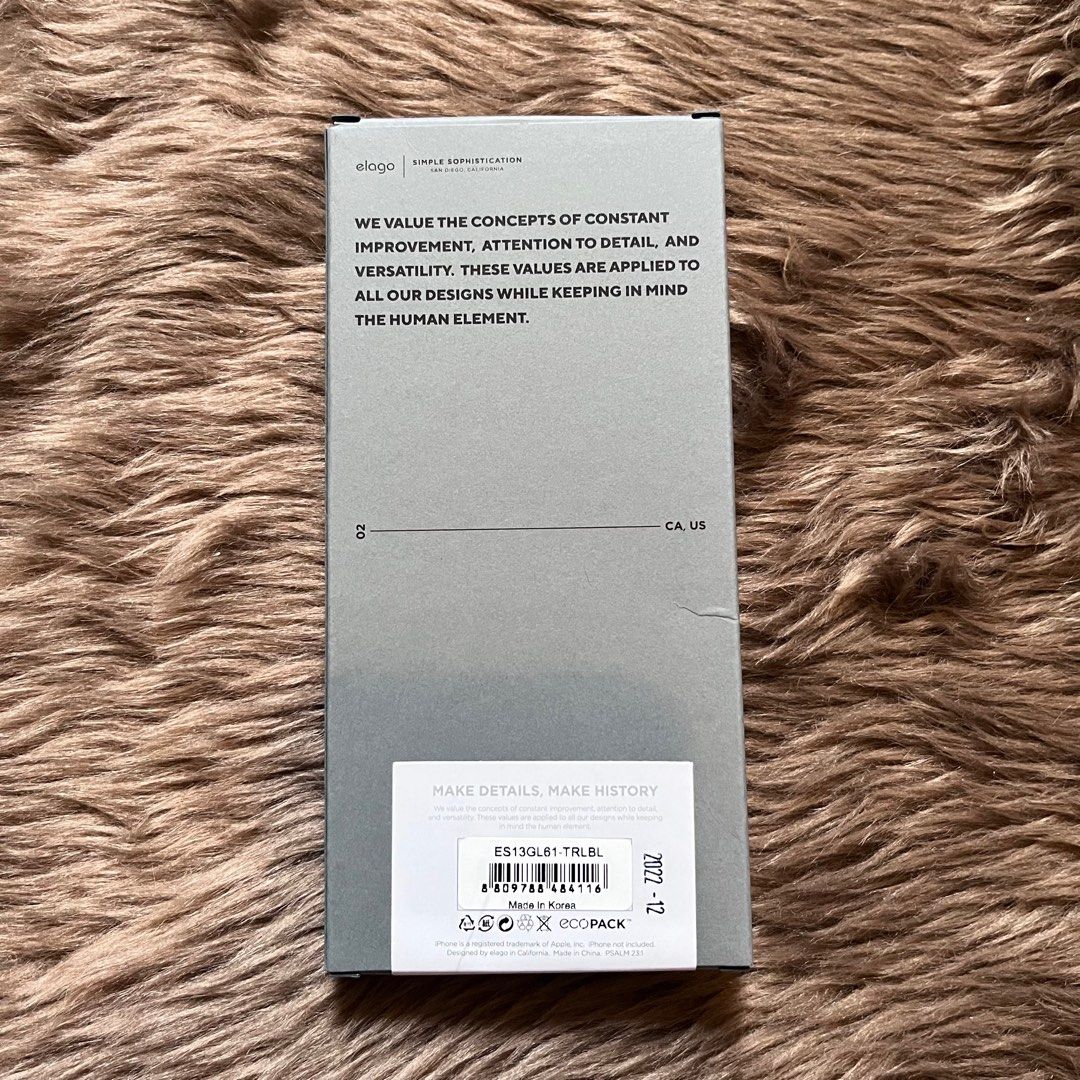 elago | SIMPLE SOPHISTICATION
SAN DIEGO, CALIFORNIA
WE VALUE THE CONCEPTS OF CONSTANT
IMPROVEMENT, ATTENTION TO DETAIL, AND
VERSATILITY. THESE VALUES ARE APPLIED TO
ALL OUR DESIGNS WHILE KEEPING IN MIND
THE HUMAN ELEMENT.
02
CA, US
MAKE DETAILS, MAKE HISTORY
We value the concepts of constant improvement, attention to detail,
and versatility. These values are applied to all our designs while keeping
in mind the human element.
ES13GL61-TRLBL
8 809788 484116
Made in Korea
2022 -12
ecoPACK™
iPhone is a registered trademark of Apple, Inc. iPhone not included.
Designed by elago in California. Made in China. PSALM 23:1